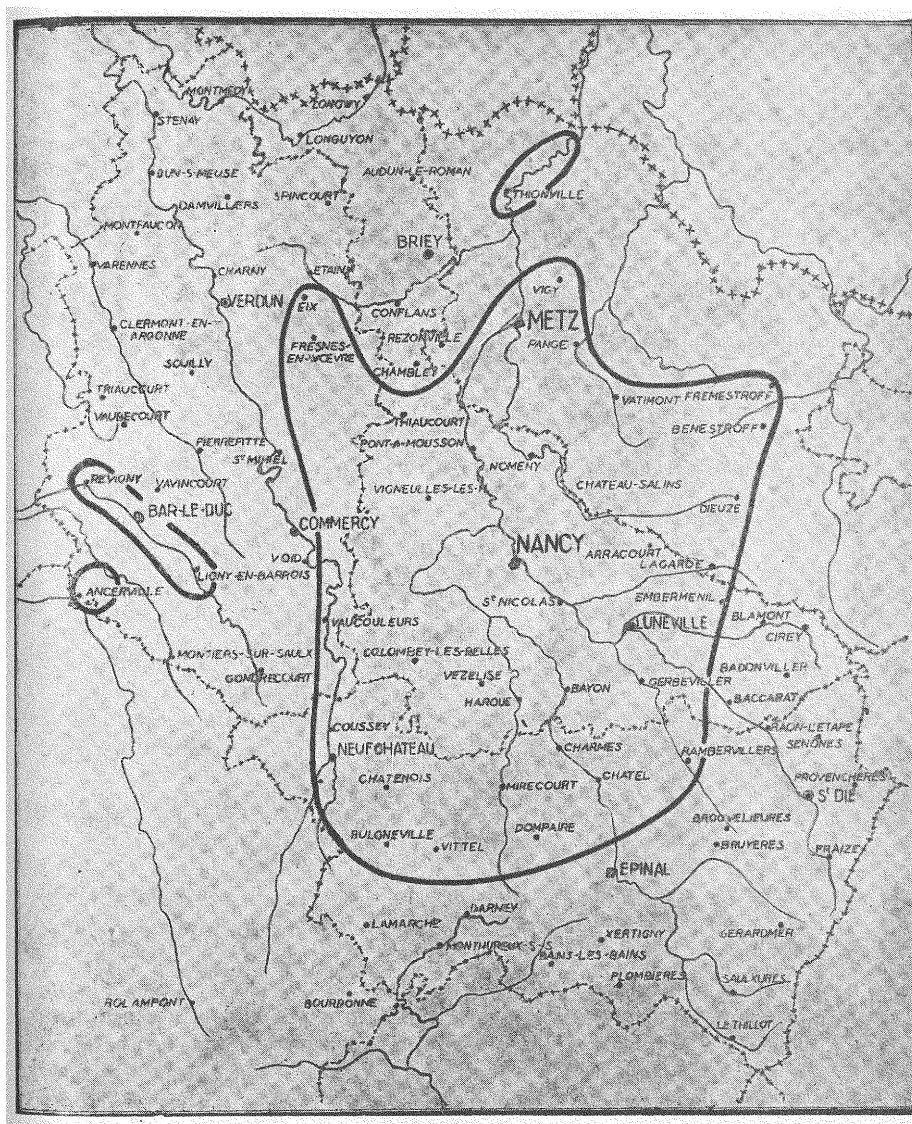 MONTMEDY
LONGWY
STENAY
LONGUYON
DUN-S-MEUSE
AUDUN-LE-ROMAN
THIONVILLE
DAMVILLERS
SPINCOURT
MONTFAUCON
BRIEY
VARENNES
CHARNY
ETAIN
VIGY
VERDUN
EIX
CONFLANS
METZ
CLERMONT-EN-
ARGONNE
FRESNES-
EN-WOEVRE
REZONVILLE
PANGE
SOUILLY
CHAMBLEY
TRIAUCOURT
VATIMONT
FREMESTROFF
VAUBECOURT
THIAUCOURT
BENESTROFF
PIERREFITTE
PONT-A-MOUSSON
ST MIHIEL
NOMENY
REVIGNY
VAVINCOURT
VIGNEULLES-LES-H
CHATEAU-SALINS
DIEUZE
BAR-LE-DUC
COMMERCY
NANCY
ARRACOURT
VOID
LAGARDE
LIGNY-EN-BARROIS
ANCERVILLE
ST NICOLAS
EMBERMENIL
BLAMONT
VAUCOULEURS
LUNEVILLE
CIREY
MONTIERS-SUR-SAULX
COLOMBEY-LES-BELLES
BADONVILLER
GONDRECOURT
VEZELISE
GERBEVILLER
HAROUE
BAYON
BACCARAT
COUSSEY
RAON-L'ETAPE
SENONES
NEUFCHATEAU
CHARMES
RAMBERVILLERS
CHATENOIS
MIRECOURT
CHATEL
PROVENCHERES
ST DIE
BULGNEVILLE
DOMPAIRE
BROUVELIEURES
VITTEL
BRUYERES
FRAIZE
EPINAL
DARNEY
LAMARCHE
XERTIGNY
GERARDMER
MONTHUREUX-S-S
BAINS-LES-BAINS
PLOMBIERES
SAULXURES
ROLAMPONT
BOURBONNE
LE THILLOT